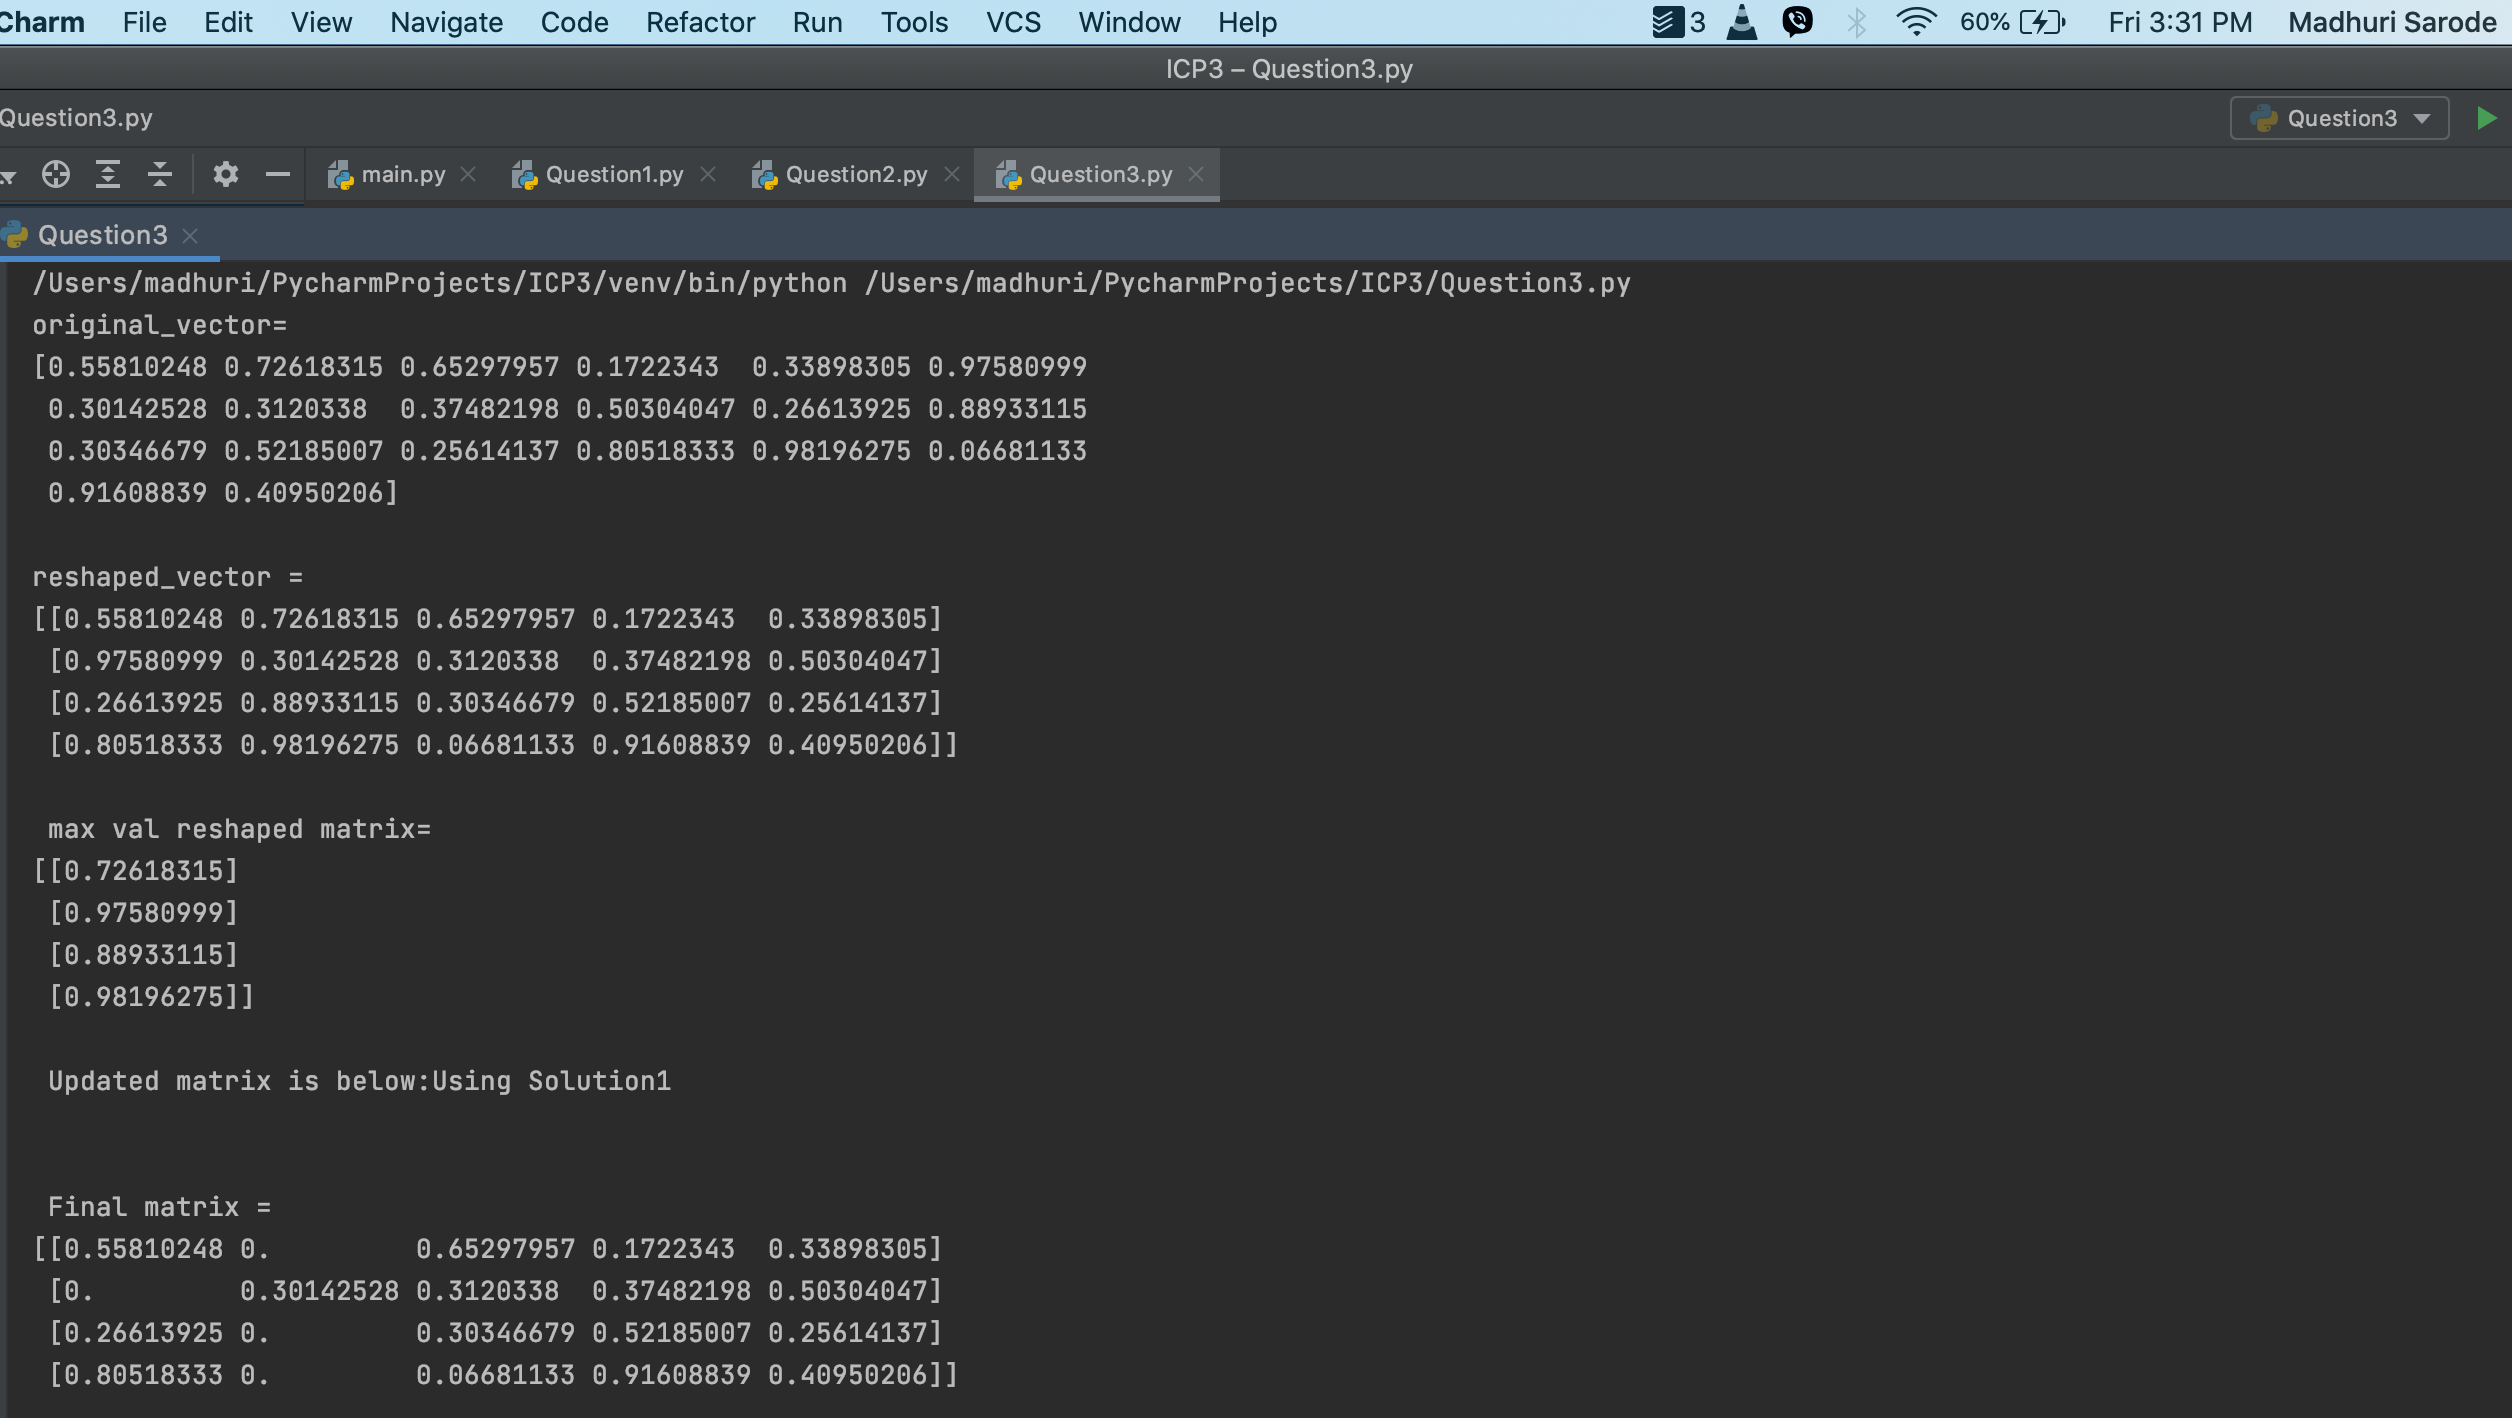 Charm File Edit View Navigate Code Refactor Run Tools VCS Window Help 3 60% Fri 3:31 PM Madhuri Sarode
ICP3 – Question3.py
Question3.py Question3
main.py Question1.py Question2.py Question3.py
Question3
/Users/madhuri/PycharmProjects/ICP3/venv/bin/python /Users/madhuri/PycharmProjects/ICP3/Question3.py
original_vector=
[0.55810248 0.72618315 0.65297957 0.1722343  0.33898305 0.97580999
 0.30142528 0.3120338  0.37482198 0.50304047 0.26613925 0.88933115
 0.30346679 0.52185007 0.25614137 0.80518333 0.98196275 0.06681133
 0.91608839 0.40950206]
reshaped_vector =
[[0.55810248 0.72618315 0.65297957 0.1722343  0.33898305]
 [0.97580999 0.30142528 0.3120338  0.37482198 0.50304047]
 [0.26613925 0.88933115 0.30346679 0.52185007 0.25614137]
 [0.80518333 0.98196275 0.06681133 0.91608839 0.40950206]]
 max val reshaped matrix=
[[0.72618315]
 [0.97580999]
 [0.88933115]
 [0.98196275]]
 Updated matrix is below:Using Solution1
 Final matrix =
[[0.55810248 0.         0.65297957 0.1722343  0.33898305]
 [0.         0.30142528 0.3120338  0.37482198 0.50304047]
 [0.26613925 0.         0.30346679 0.52185007 0.25614137]
 [0.80518333 0.         0.06681133 0.91608839 0.40950206]]